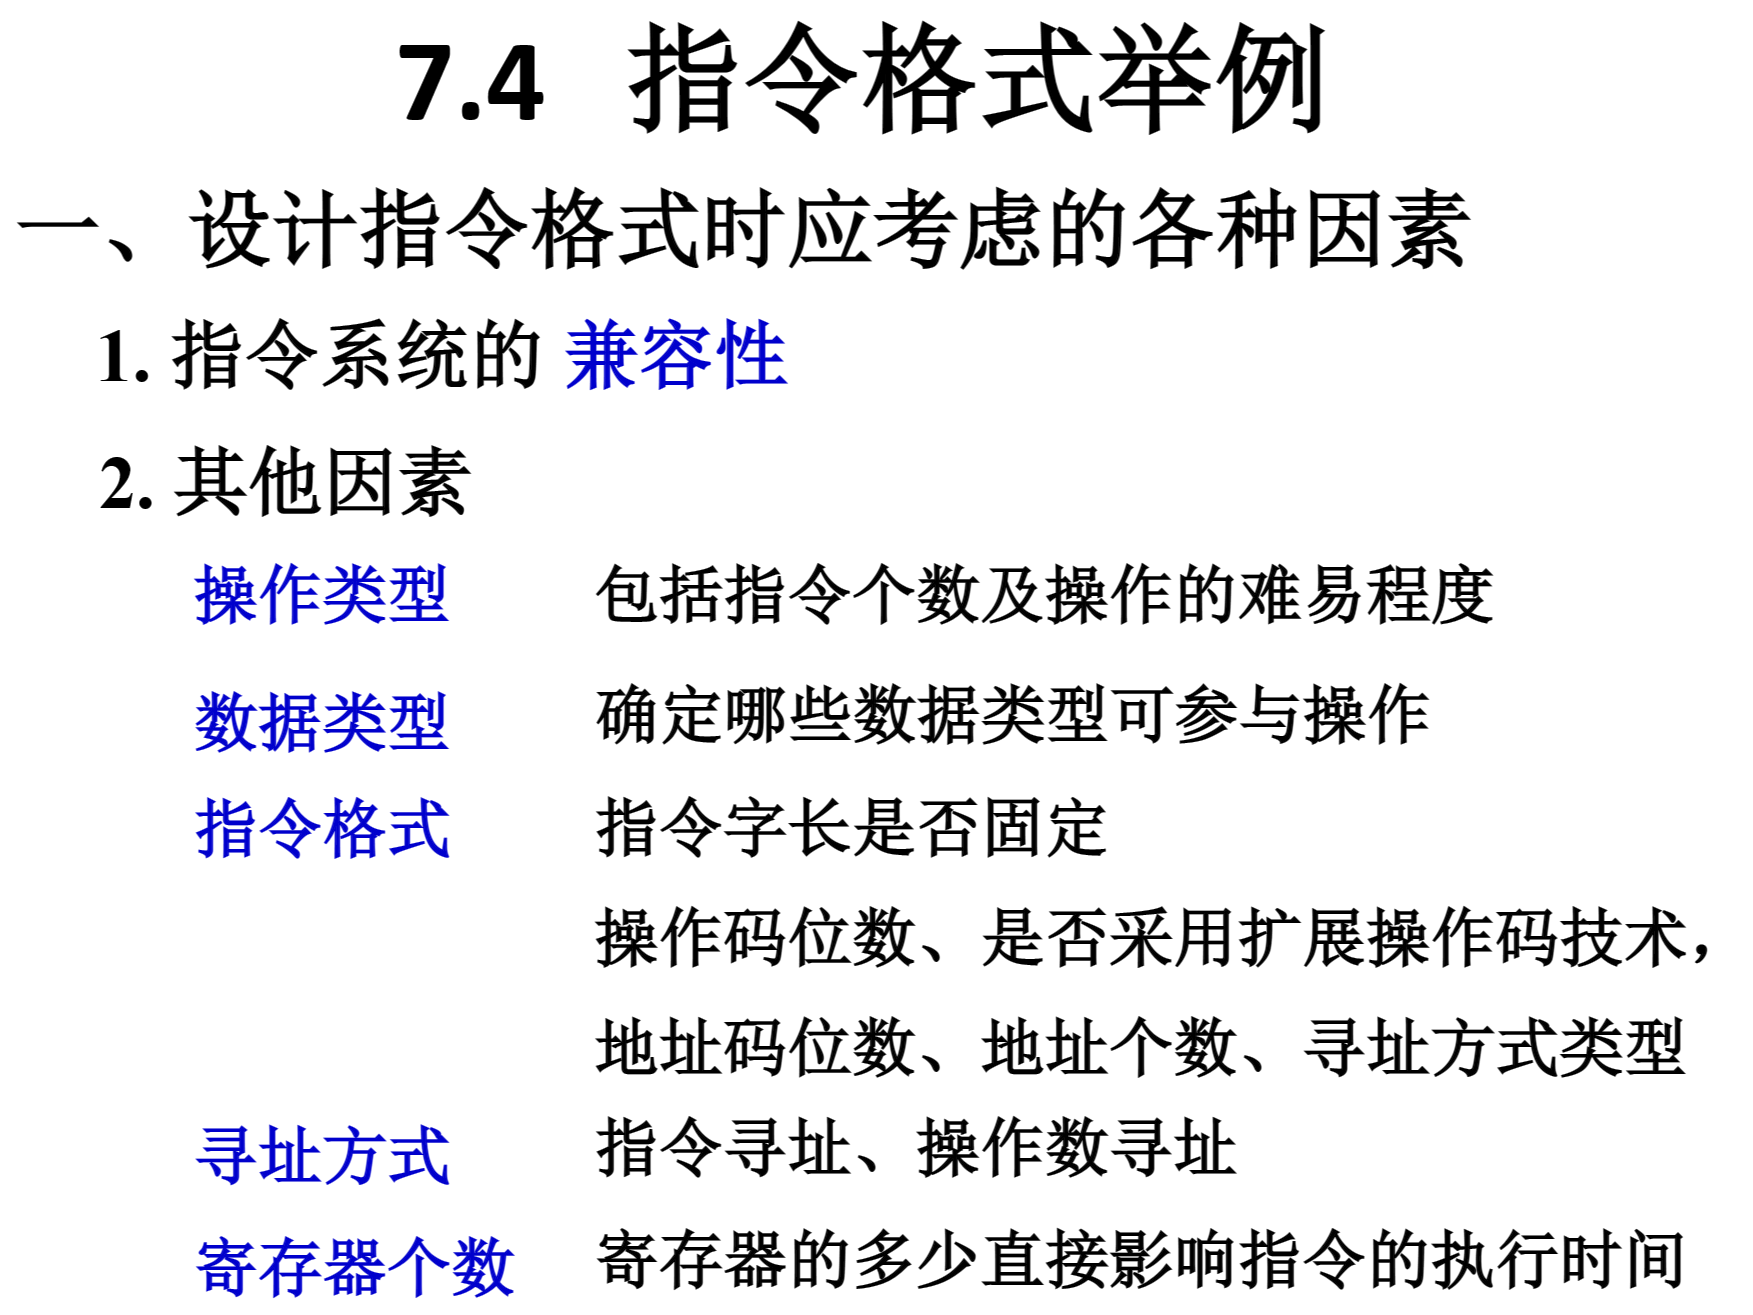 7.4 指令格式举例
一、设计指令格式时应考虑的各种因素
1. 指令系统的 兼容性
2. 其他因素
操作类型 包括指令个数及操作的难易程度
数据类型 确定哪些数据类型可参与操作
指令格式 指令字长是否固定
操作码位数、是否采用扩展操作码技术，
地址码位数、地址个数、寻址方式类型
寻址方式 指令寻址、操作数寻址
寄存器个数 寄存器的多少直接影响指令的执行时间